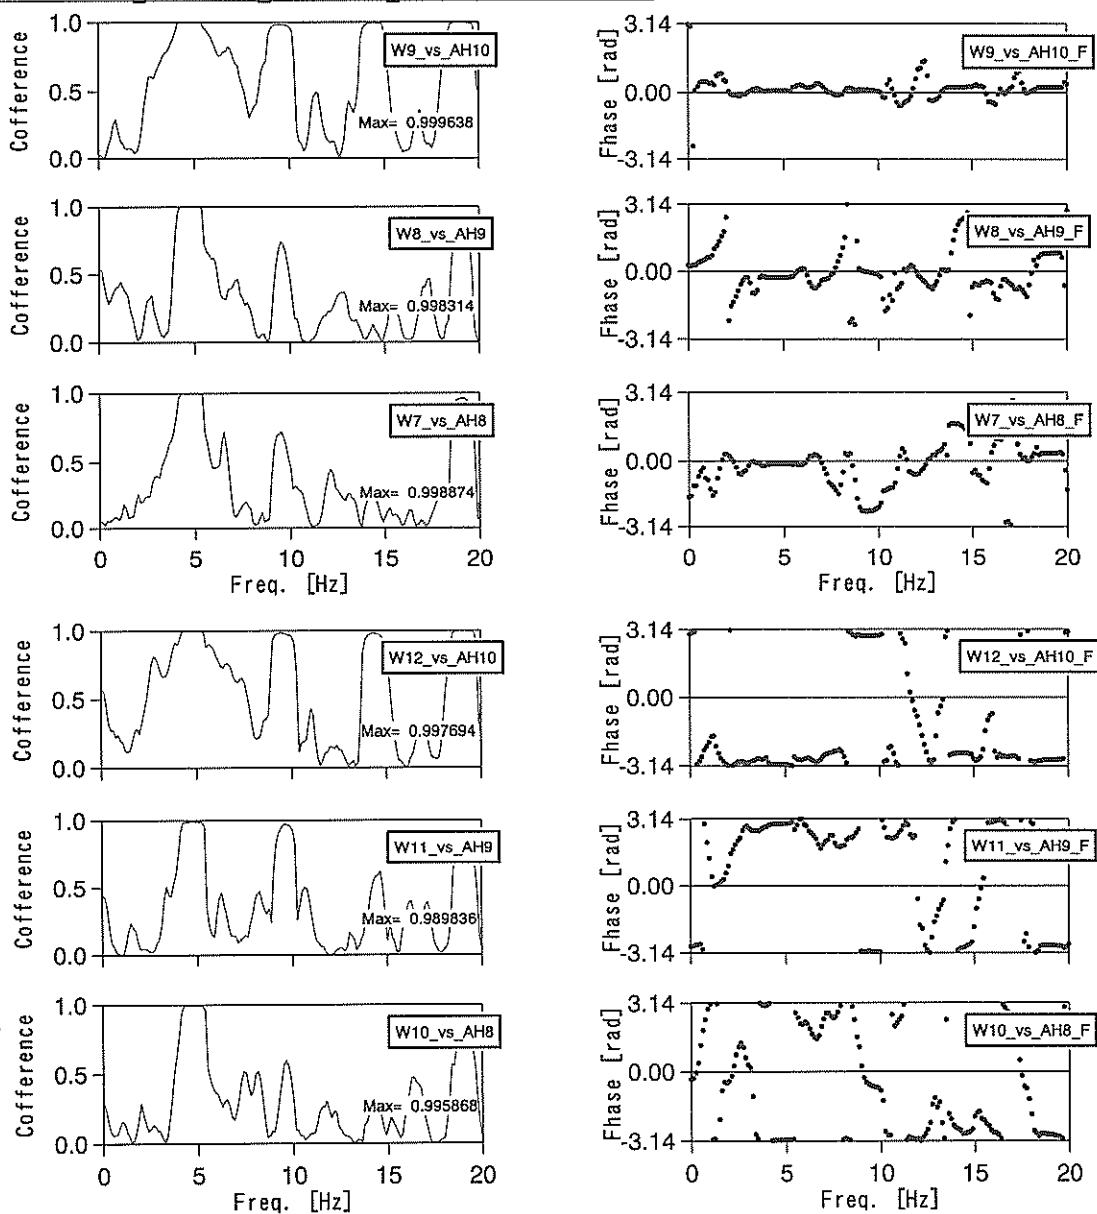 1.0
0.5
0.0
Cofference
W9_vs_AH10
Max= 0.999638
3.14
0.00
-3.14
Fhase [rad]
W9_vs_AH10_F
1.0
0.5
0.0
Cofference
W8_vs_AH9
Max= 0.998314
3.14
0.00
-3.14
Fhase [rad]
W8_vs_AH9_F
1.0
0.5
0.0
Cofference
W7_vs_AH8
Max= 0.998874
0 5 10 15 20
Freq. [Hz]
3.14
0.00
-3.14
Fhase [rad]
W7_vs_AH8_F
0 5 10 15 20
Freq. [Hz]
1.0
0.5
0.0
Cofference
W12_vs_AH10
Max= 0.997694
3.14
0.00
-3.14
Fhase [rad]
W12_vs_AH10_F
1.0
0.5
0.0
Cofference
W11_vs_AH9
Max= 0.989836
3.14
0.00
-3.14
Fhase [rad]
W11_vs_AH9_F
1.0
0.5
0.0
Cofference
W10_vs_AH8
Max= 0.995868
0 5 10 15 20
Freq. [Hz]
3.14
0.00
-3.14
Fhase [rad]
W10_vs_AH8_F
0 5 10 15 20
Freq. [Hz]